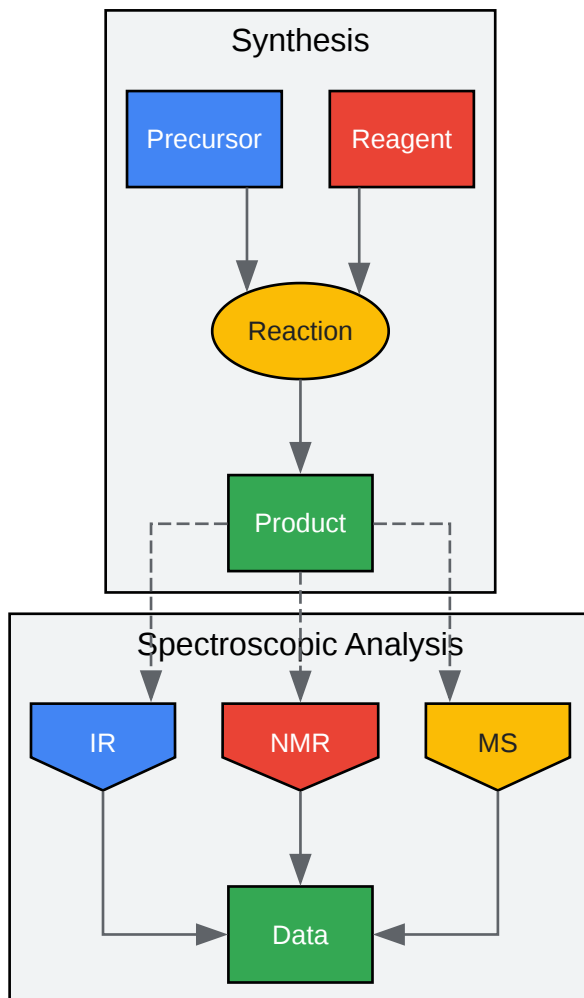 Synthesis
Precursor
Reagent
Reaction
Product
Spectroscopic Analysis
IR
NMR
MS
Data